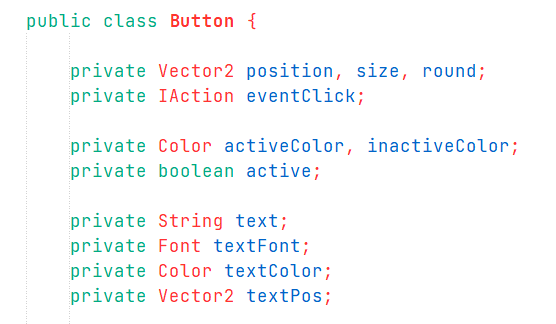 public class Button {
private Vector2 position, size, round;
private IAction eventClick;
private Color activeColor, inactiveColor;
private boolean active;
private String text;
private Font textFont;
private Color textColor;
private Vector2 textPos;